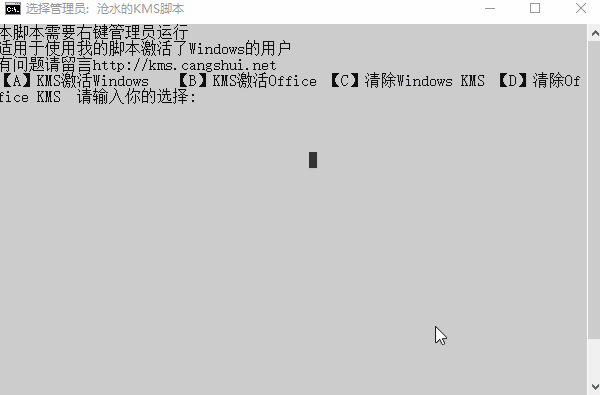 选择管理员: 沧水的KMS脚本
本脚本需要右键管理员运行
适用于使用我的脚本激活了Windows的用户
有问题请留言http://kms.cangshui.net
【A】KMS激活Windows 【B】KMS激活Office 【C】清除Windows KMS 【D】清除Of
fice KMS 请输入你的选择: